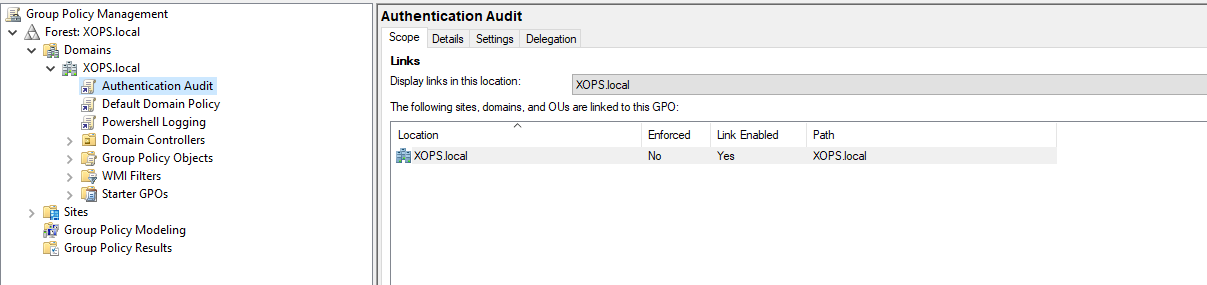 Group Policy Management
Forest: XOPS.local
Domains
XOPS.local
Authentication Audit
Default Domain Policy
Powershell Logging
Domain Controllers
Group Policy Objects
WMI Filters
Starter GPOs
Sites
Group Policy Modeling
Group Policy Results
Authentication Audit
Scope Details Settings Delegation
Links
Display links in this location: XOPS.local
The following sites, domains, and OUs are linked to this GPO:
Location Enforced Link Enabled Path
XOPS.local No Yes XOPS.local